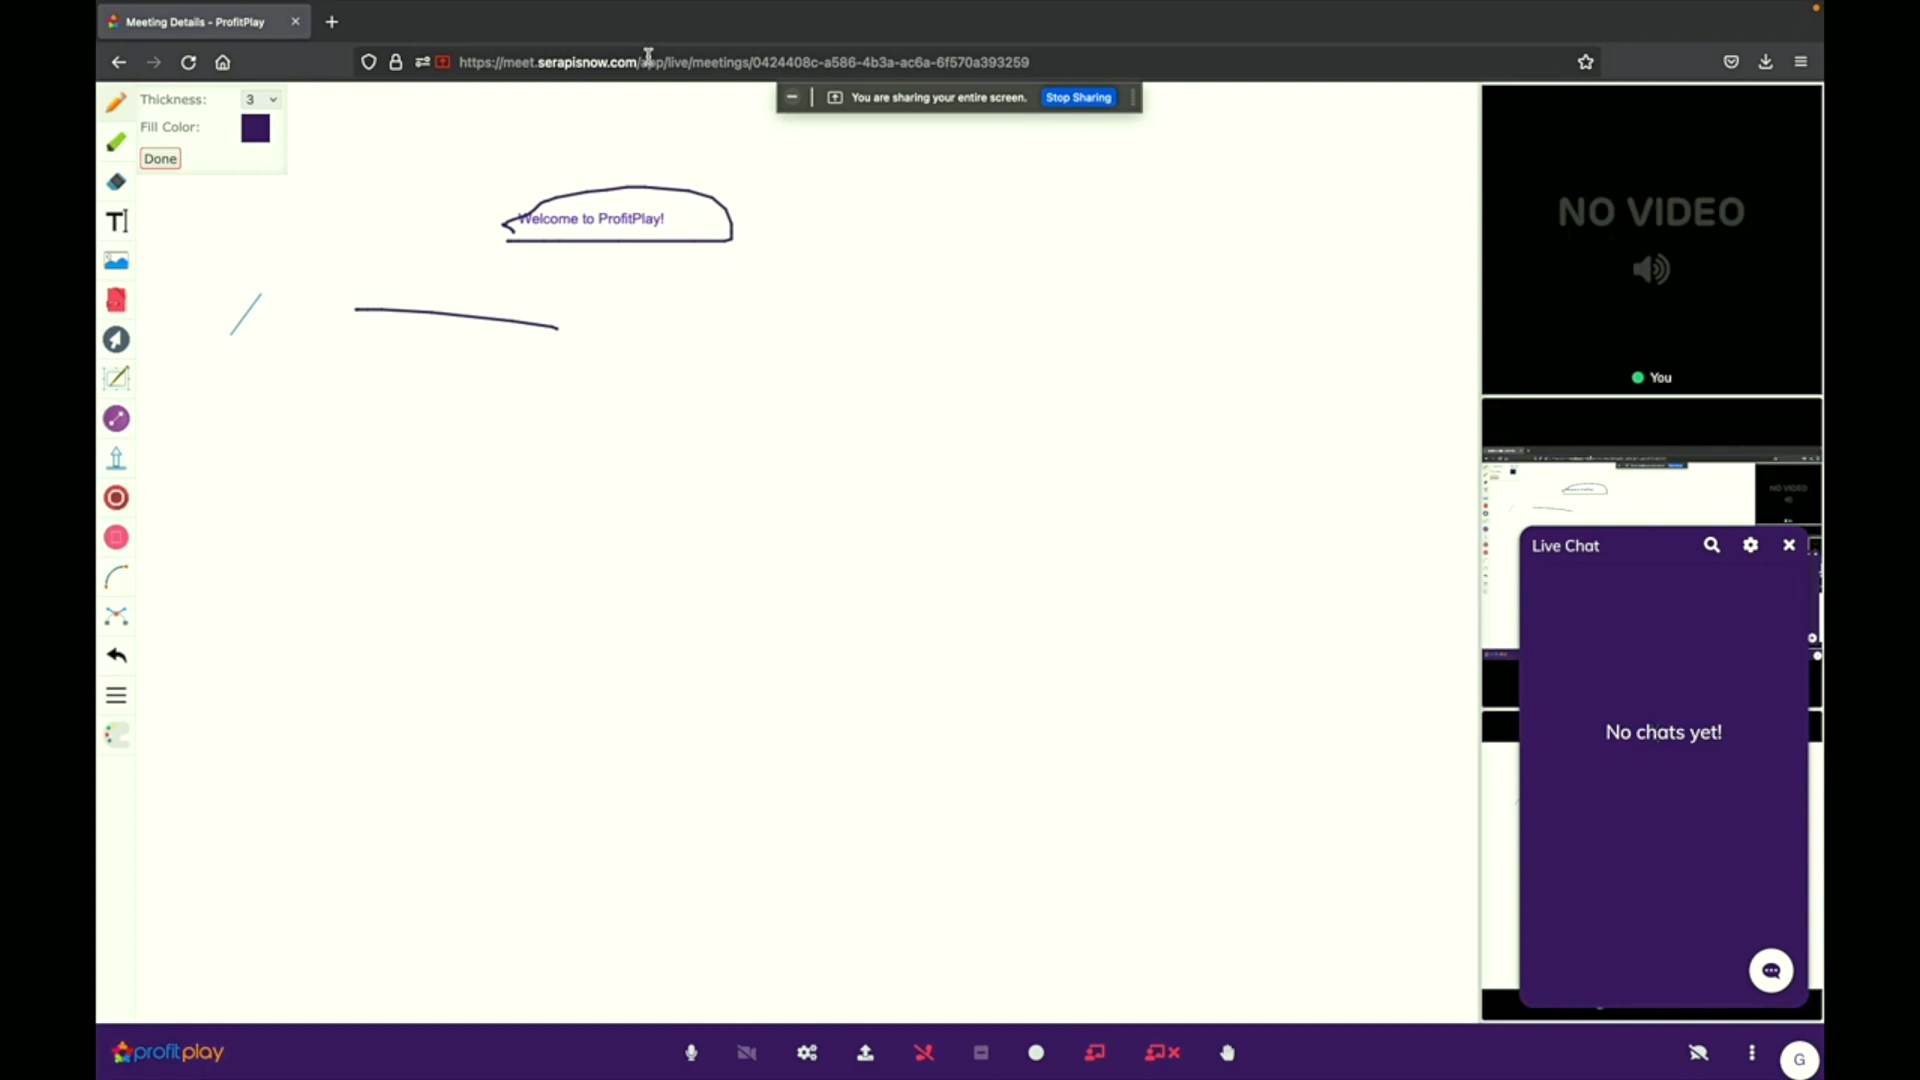 Meeting Details - ProfitPlay
https://meet.serapisnow.com/app/live/meetings/0424408c-a586-4b3a-ac6a-6f570a393259
You are sharing your entire screen.
Stop Sharing
Thickness:
3
Fill Color:
Done
T
Welcome to ProfitPlay!
NO VIDEO
You
NO VIDEO
Live Chat
No chats yet!
profitplay
G